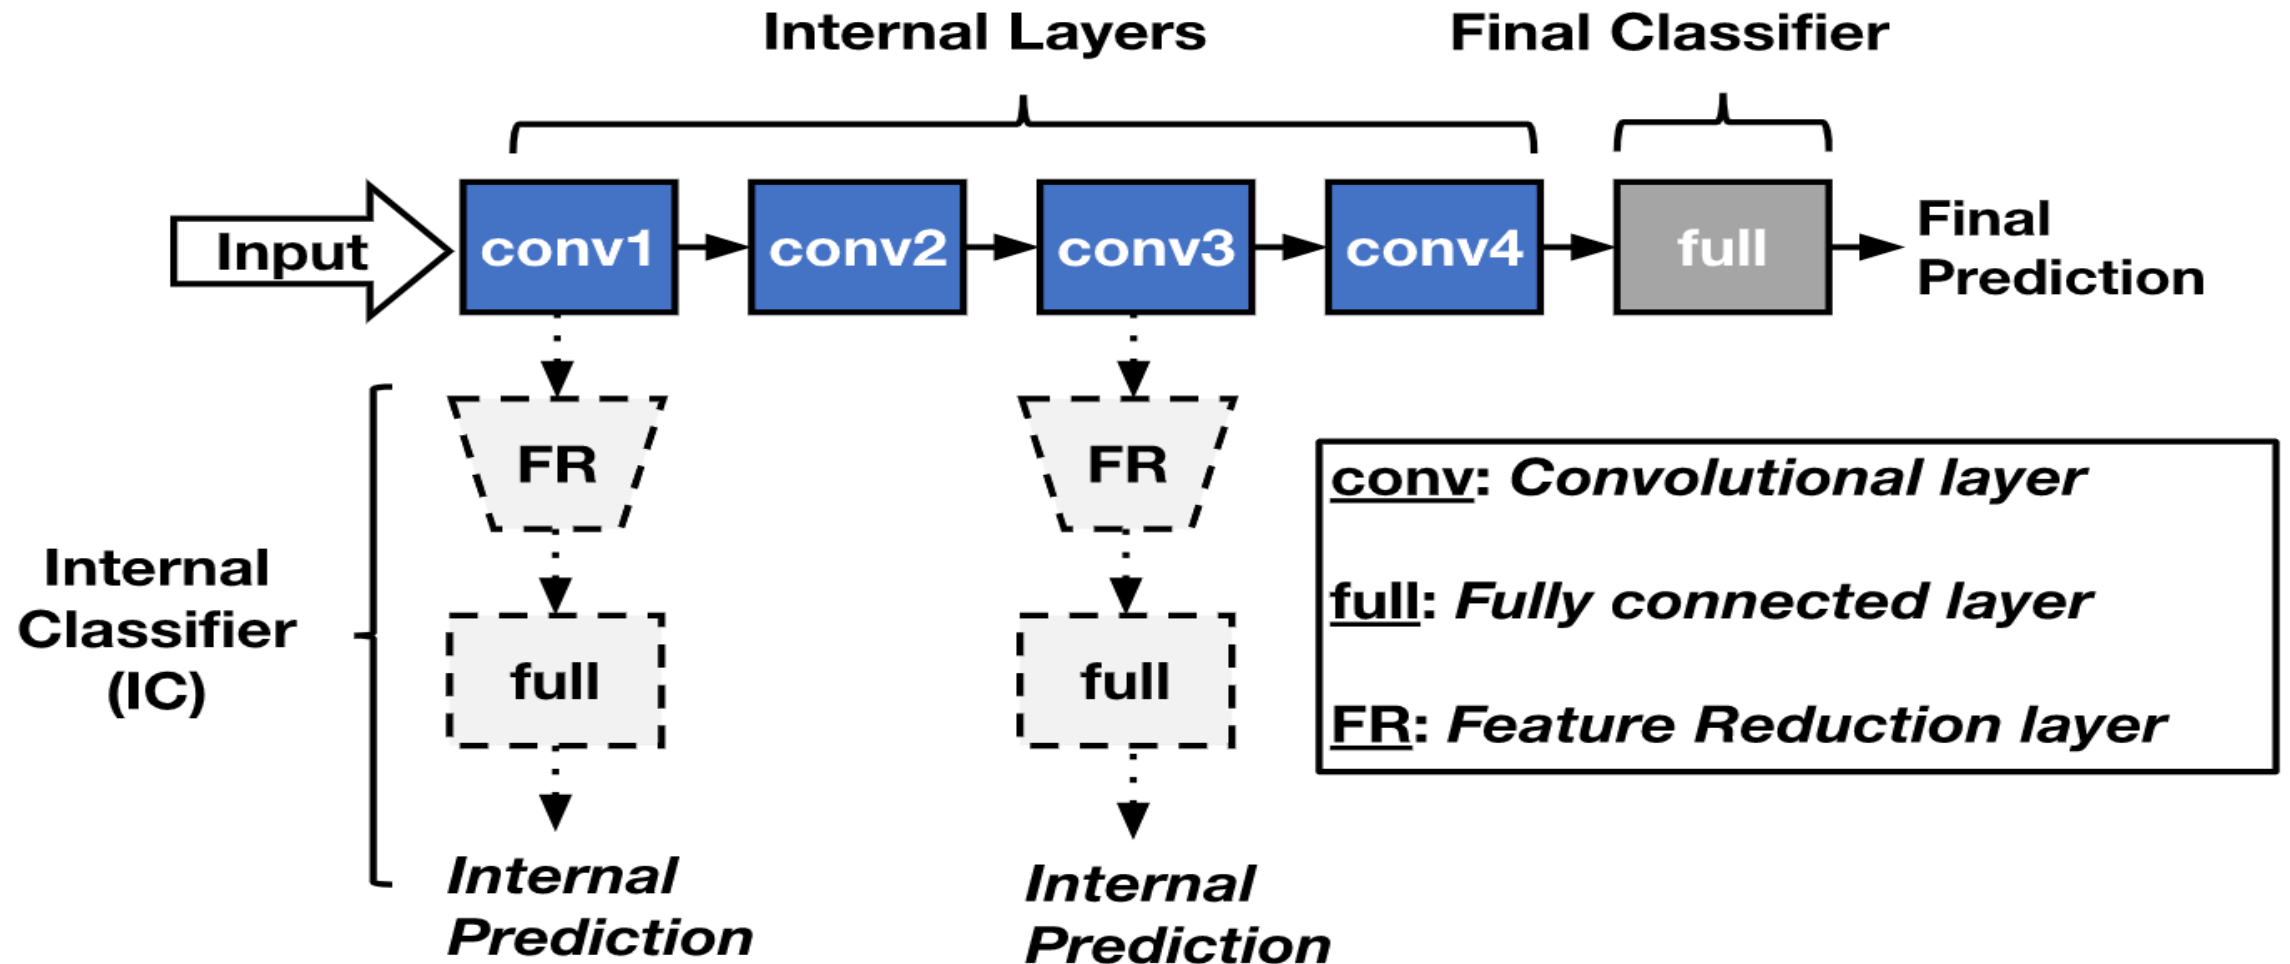 Internal Layers
Final Classifier
Input
conv1
conv2
conv3
conv4
full
Final
Prediction
Internal
Classifier
(IC)
FR
full
Internal
Prediction
FR
full
Internal
Prediction
conv: Convolutional layer
full: Fully connected layer
FR: Feature Reduction layer